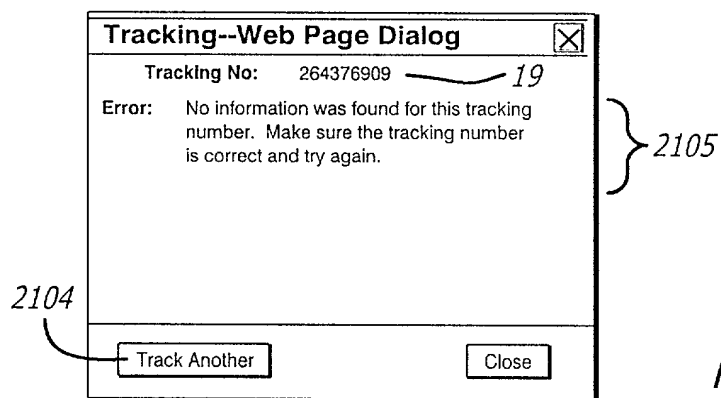 Tracking--Web Page Dialog
Tracking No: 264376909 19
Error: No information was found for this tracking
number. Make sure the tracking number
is correct and try again.
2105
2104
Track Another Close